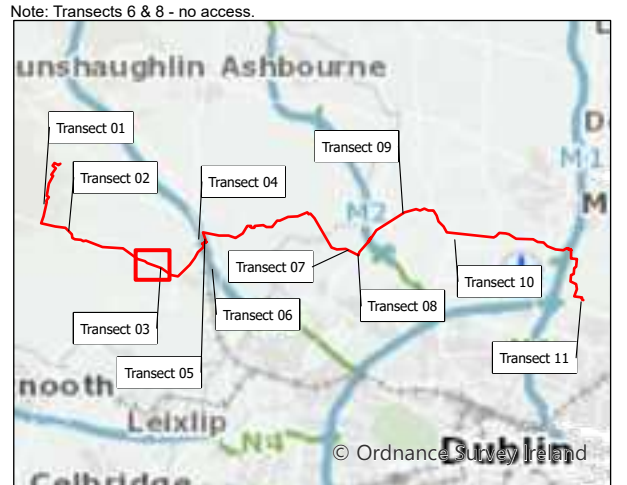 Note: Transects 6 & 8 - no access.
unshaughlin Ashbourne
Transect 01
Transect 09
M1
Transect 02
Transect 04
M
M2
Transect 07
Transect 10
Transect 08
Transect 03
Transect 06
Transect 05
Transect 11
nooth
Leixlip
N4
Dublin
© Ordnance Survey Ireland
Celbridge